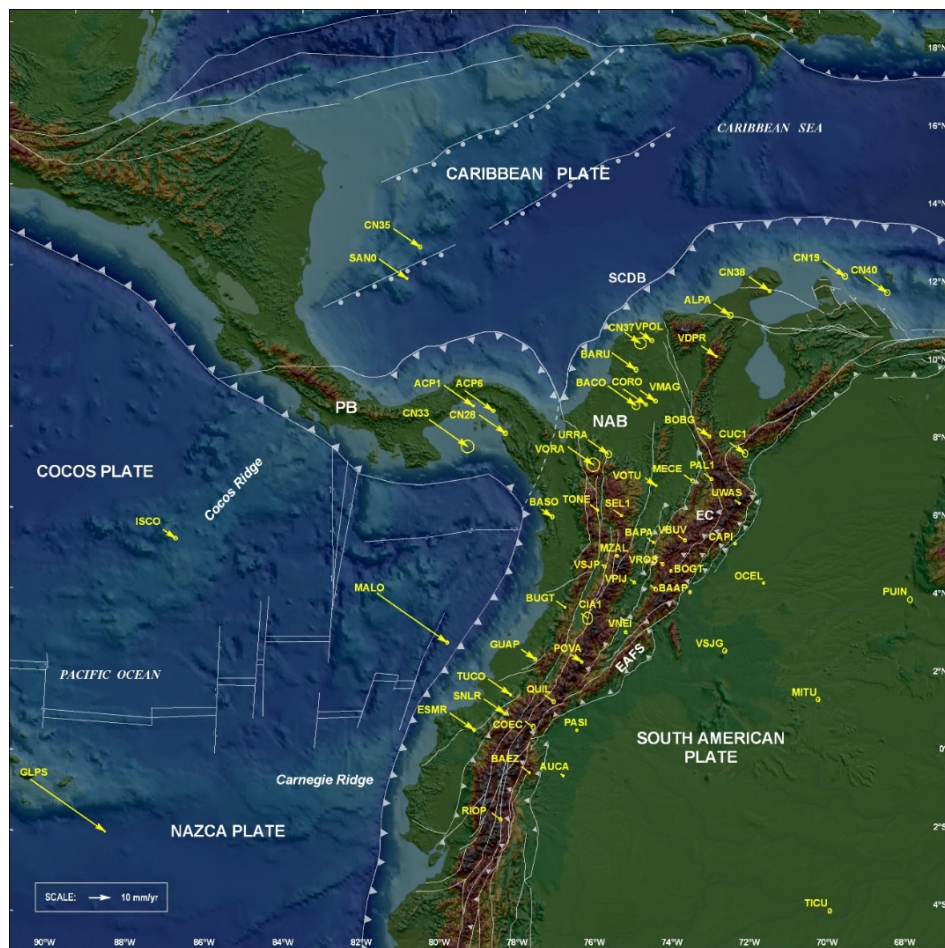 18°N
16°N
CARIBBEAN SEA
CARIBBEAN PLATE
14°N
CN35
SAN0
CN19
CN40
CN38
SCDB
12°N
ALPA
CN37
VPOL
VDPR
10°N
BARU
ACP1
ACP6
BACO
CORO
VMAG
PB
CN33
CN28
NAB
BOBG
CUC1
8°N
URRA
VORA
COCOS PLATE
MECE
PAL1
VOTU
Cocos Ridge
UWAS
BASO
TONE
SEL1
6°N
EC
ISCO
BAPA
VBUV
CAPI
MZAL
VSJP
VROS
BOGT
VPIJ
OCEL
MALO
BAAP
PUIN
4°N
BUGT
CIA1
VNEI
GUAP
POVA
EAFS
VSJG
PACIFIC OCEAN
TUCO
2°N
SNLR
QUIL
MITU
ESMR
COEC
PASI
SOUTH AMERICAN
PLATE
0°N
BAEZ
AUCA
GLPS
Carnegie Ridge
RIOP
NAZCA PLATE
2°S
SCALE: 10 mm/yr
TICU
4°S
90°W 88°W 86°W 84°W 82°W 80°W 78°W 76°W 74°W 72°W 70°W 68°W